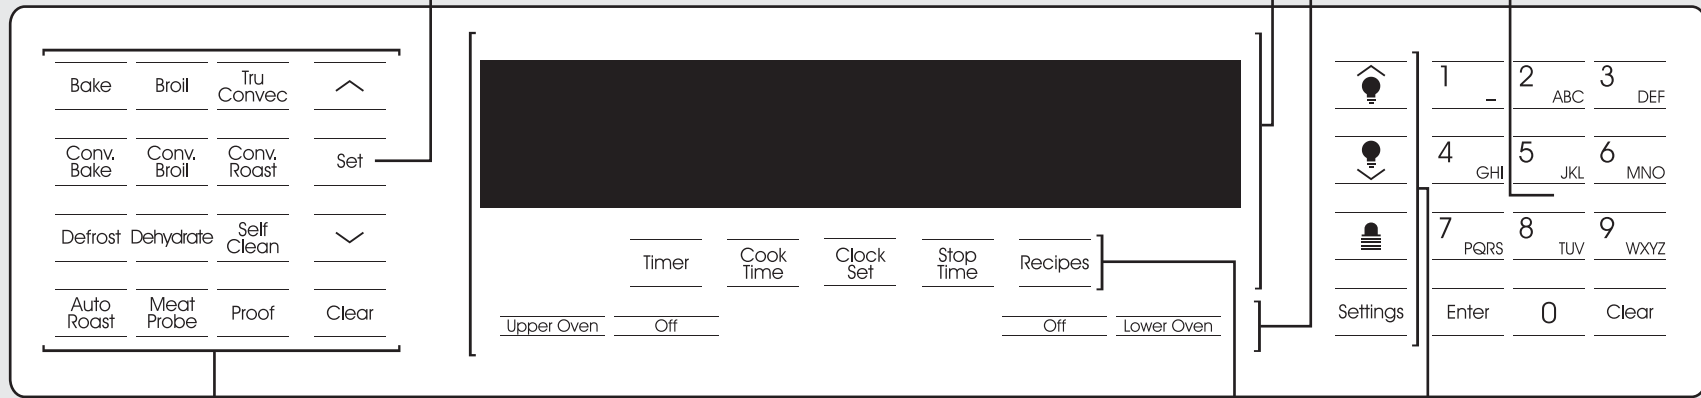 Bake Broil Tru
Convec
Conv.
Bake Conv.
Broil Conv.
Roast Set
Defrost Dehydrate Self
Clean
Auto
Roast Meat
Probe Proof Clear
Timer Cook
Time Clock
Set Stop
Time Recipes
Upper Oven Off Off Lower Oven
1 _ 2 ABC 3 DEF
4 GHI 5 JKL 6 MNO
7 PQRS 8 TUV 9 WXYZ
Settings Enter 0 Clear